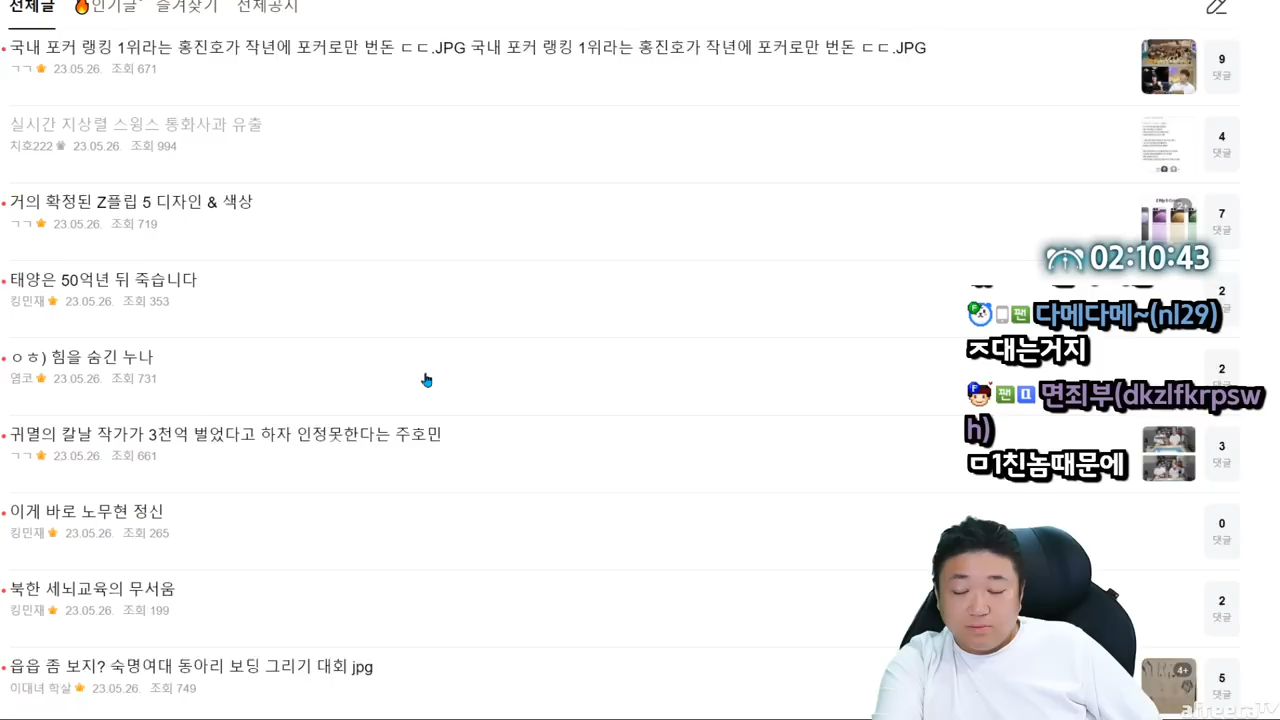 전체글 🔥인기글 즐겨찾기 전체공지
국내 포커 랭킹 1위라는 홍진호가 작년에 포커로만 번돈 ㄷㄷ.JPG 국내 포커 랭킹 1위라는 홍진호가 작년에 포커로만 번돈 ㄷㄷ.JPG
ㄱㄱ 23.05.26. 조회 671
9
댓글
실시간 지상렬 스윙스 통화사과 유출
23.05.26. 조회 994
4
댓글
거의 확정된 Z플립 5 디자인 & 색상
ㄱㄱ 23.05.26. 조회 719
2+
7
댓글
02:10:43
태양은 50억년 뒤 죽습니다
킹민재 23.05.26. 조회 353
2
팬 다메다메~(nl29)
ㅈ대는거지
ㅇㅎ) 힘을 숨긴 누나
염코 23.05.26. 조회 731
2
팬 면죄부(dkzlfkrpsw
h)
ㅁ1친놈때문에
귀멸의 칼날 작가가 3천억 벌었다고 하자 인정못한다는 주호민
ㄱㄱ 23.05.26. 조회 661
3
댓글
이게 바로 노무현 정신
킹민재 23.05.26. 조회 265
0
댓글
북한 세뇌교육의 무서움
킹민재 23.05.26. 조회 199
2
댓글
읍읍 좀 보지? 숙명여대 동아리 보딩 그리기 대회 jpg
이대녀 학살 23.05.26. 조회 749
4+
5
댓글
afreecaTV